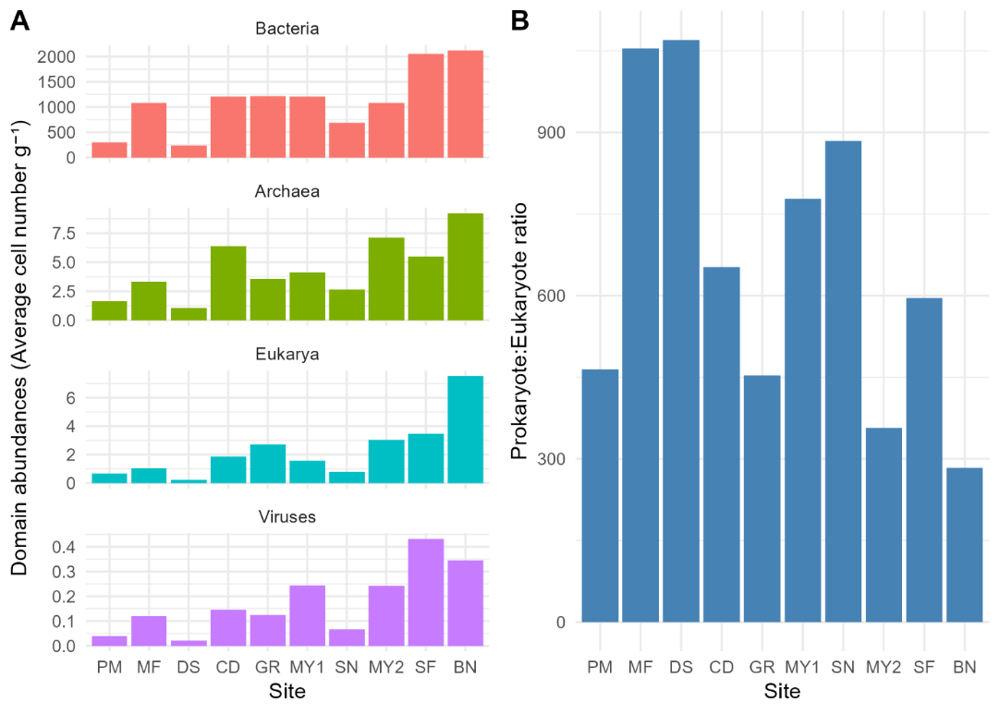 A
Domain abundances (Average cell number g⁻¹)
Bacteria
2000
1500
1000
500
0
Archaea
7.5
5.0
2.5
0.0
Eukarya
6
4
2
0
Viruses
0.4
0.3
0.2
0.1
0.0
PM MF DS CD GR MY1 SN MY2 SF BN
Site
B
Prokaryote:Eukaryote ratio
900
600
300
0
PM MF DS CD GR MY1 SN MY2 SF BN
Site